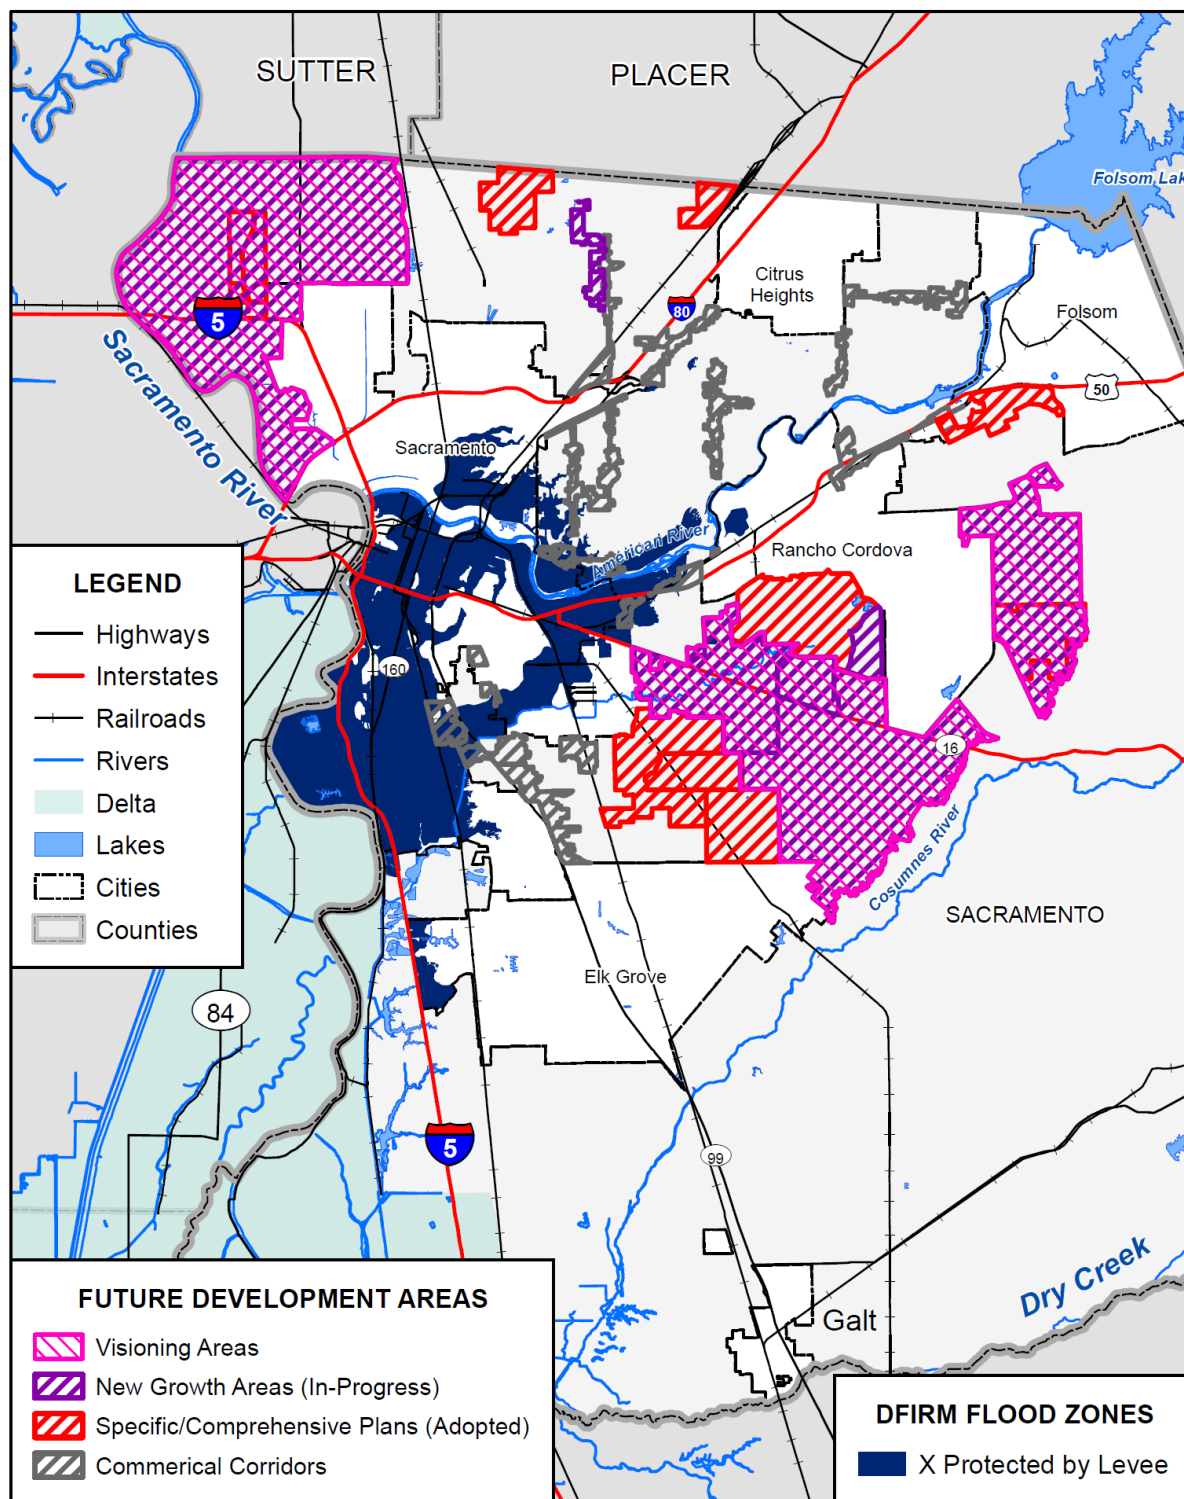 SUTTER
PLACER
Folsom Lak
Citrus
Heights
Folsom
5
80
50
Sacramento River
Sacramento
American River
Rancho Cordova
160
16
Cosumnes River
SACRAMENTO
Elk Grove
84
5
99
Galt
Dry Creek
LEGEND
Highways
Interstates
Railroads
Rivers
Delta
Lakes
Cities
Counties
FUTURE DEVELOPMENT AREAS
Visioning Areas
New Growth Areas (In-Progress)
Specific/Comprehensive Plans (Adopted)
Commerical Corridors
DFIRM FLOOD ZONES
X Protected by Levee